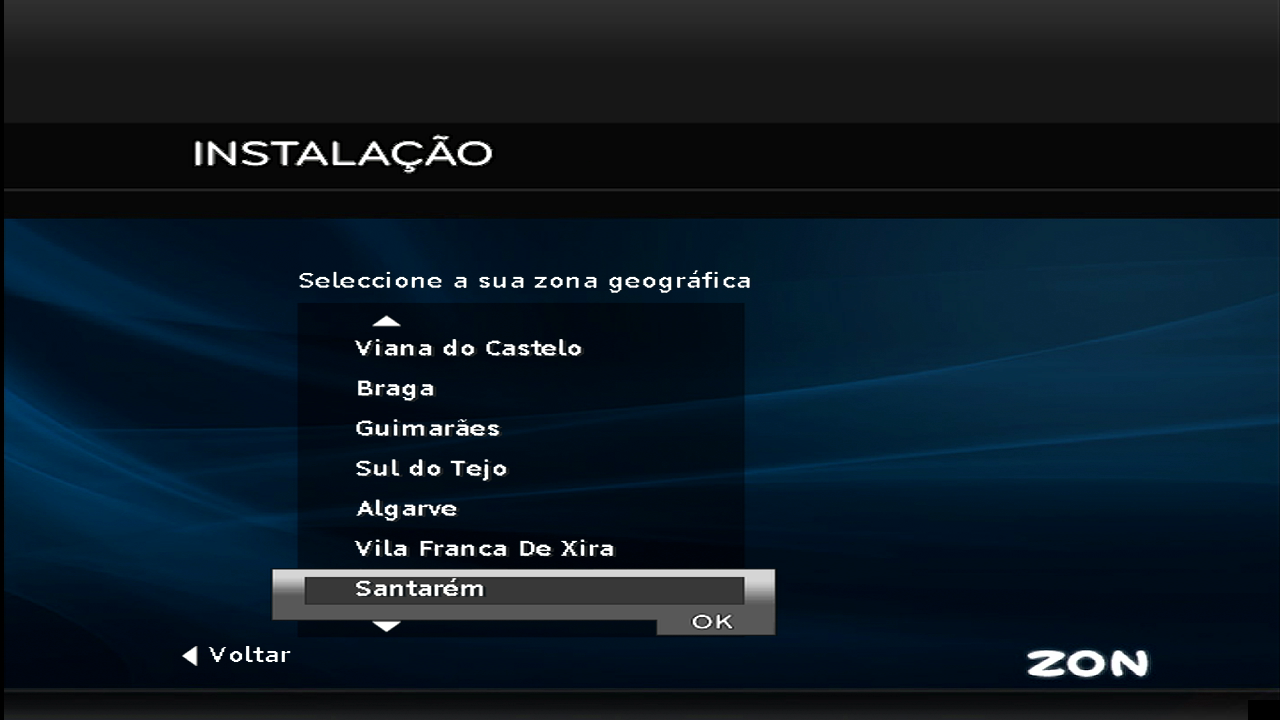 INSTALAÇÃO
Seleccione a sua zona geográfica
Viana do Castelo
Braga
Guimarães
Sul do Tejo
Algarve
Vila Franca De Xira
Santarém
OK
Voltar
ZON